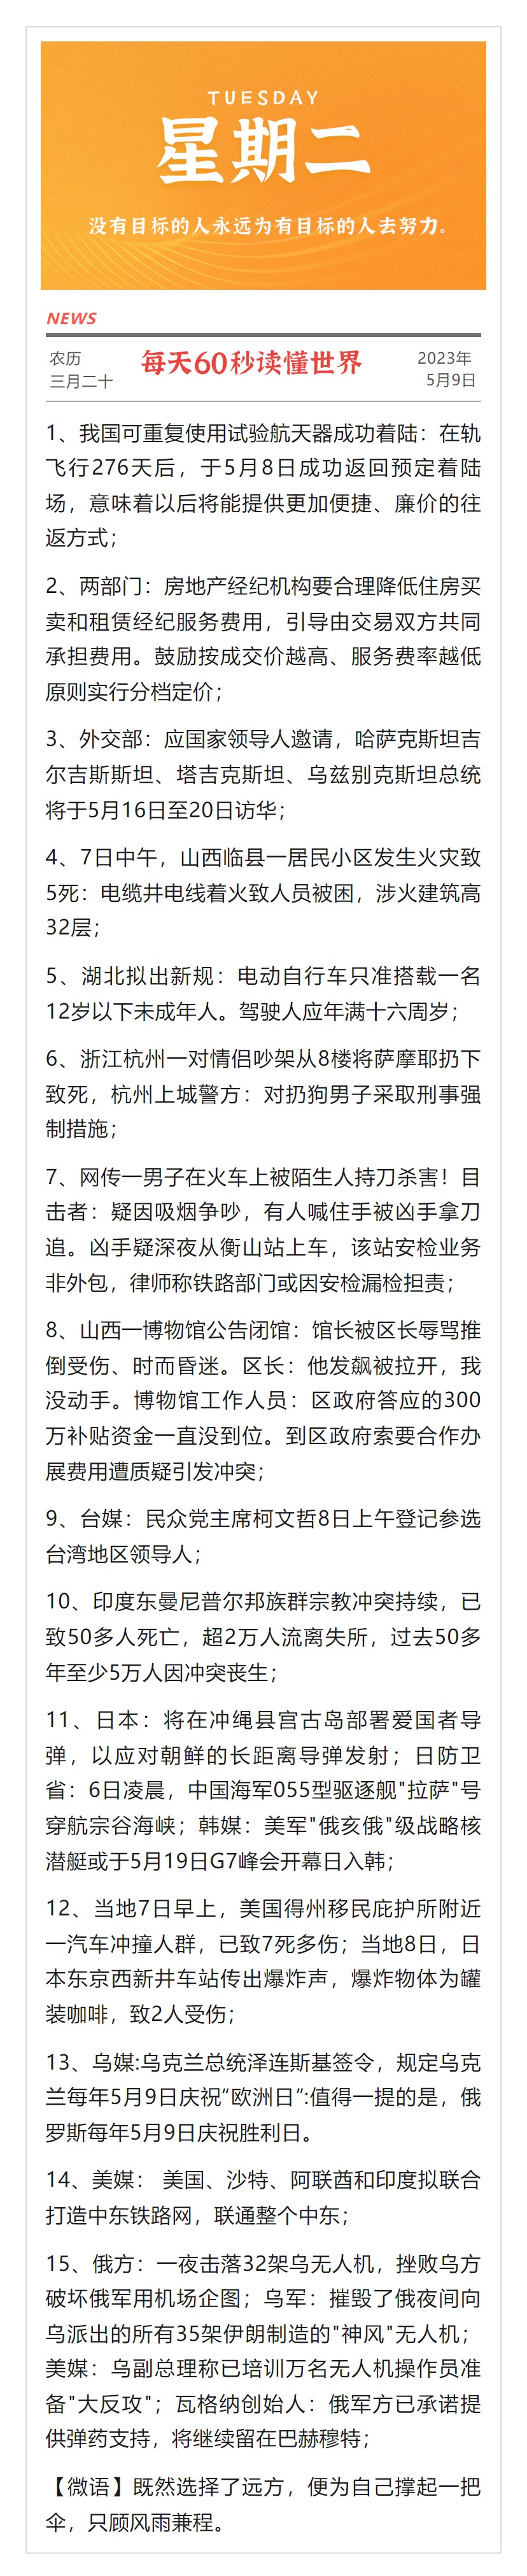 TUESDAY
星期二
没有目标的人永远为有目标的人去努力。
NEWS
农历
三月二十
每天60秒读懂世界
2023年
5月9日
1、我国可重复使用试验航天器成功着陆：在轨
飞行276天后，于5月8日成功返回预定着陆
场，意味着以后将能提供更加便捷、廉价的往
返方式；
2、两部门：房地产经纪机构要合理降低住房买
卖和租赁经纪服务费用，引导由交易双方共同
承担费用。鼓励按成交价越高、服务费率越低
原则实行分档定价；
3、外交部：应国家领导人邀请，哈萨克斯坦吉
尔吉斯斯坦、塔吉克斯坦、乌兹别克斯坦总统
将于5月16日至20日访华；
4、7日中午，山西临县一居民小区发生火灾致
5死：电缆井电线着火致人员被困，涉火建筑高
32层；
5、湖北拟出新规：电动自行车只准搭载一名
12岁以下未成年人。驾驶人应年满十六周岁；
6、浙江杭州一对情侣吵架从8楼将萨摩耶扔下
致死，杭州上城警方：对扔狗男子采取刑事强
制措施；
7、网传一男子在火车上被陌生人持刀杀害！目
击者：疑因吸烟争吵，有人喊住手被凶手拿刀
追。凶手疑深夜从衡山站上车，该站安检业务
非外包，律师称铁路部门或因安检漏检担责；
8、山西一博物馆公告闭馆：馆长被区长辱骂推
倒受伤、时而昏迷。区长：他发飙被拉开，我
没动手。博物馆工作人员：区政府答应的300
万补贴资金一直没到位。到区政府索要合作办
展费用遭质疑引发冲突；
9、台媒：民众党主席柯文哲8日上午登记参选
台湾地区领导人；
10、印度东曼尼普尔邦族群宗教冲突持续，已
致50多人死亡，超2万人流离失所，过去50多
年至少5万人因冲突丧生；
11、日本：将在冲绳县宫古岛部署爱国者导
弹，以应对朝鲜的长距离导弹发射；日防卫
省：6日凌晨，中国海军055型驱逐舰"拉萨"号
穿航宗谷海峡；韩媒：美军"俄亥俄"级战略核
潜艇或于5月19日G7峰会开幕日入韩；
12、当地7日早上，美国得州移民庇护所附近
一汽车冲撞人群，已致7死多伤；当地8日，日
本东京西新井车站传出爆炸声，爆炸物体为罐
装咖啡，致2人受伤；
13、乌媒:乌克兰总统泽连斯基签令，规定乌克
兰每年5月9日庆祝“欧洲日”:值得一提的是，俄
罗斯每年5月9日庆祝胜利日。
14、美媒： 美国、沙特、阿联酋和印度拟联合
打造中东铁路网，联通整个中东；
15、俄方：一夜击落32架乌无人机，挫败乌方
破坏俄军用机场企图；乌军：摧毁了俄夜间向
乌派出的所有35架伊朗制造的"神风"无人机；
美媒：乌副总理称已培训万名无人机操作员准
备"大反攻"；瓦格纳创始人：俄军方已承诺提
供弹药支持，将继续留在巴赫穆特；
【微语】既然选择了远方，便为自己撑起一把
伞，只顾风雨兼程。